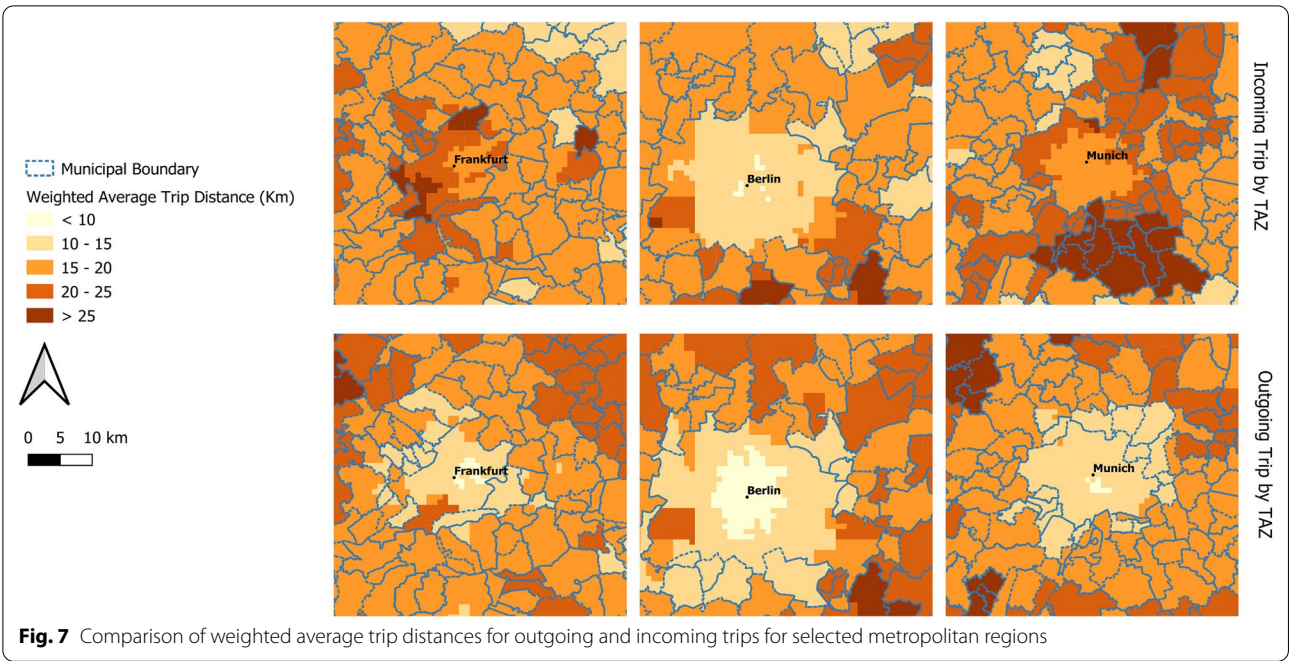 Municipal Boundary
Weighted Average Trip Distance (Km)
< 10
10 - 15
15 - 20
20 - 25
> 25
0 5 10 km
Frankfurt
Berlin
Munich
Incoming Trip by TAZ
Frankfurt
Berlin
Munich
Outgoing Trip by TAZ
Fig. 7 Comparison of weighted average trip distances for outgoing and incoming trips for selected metropolitan regions